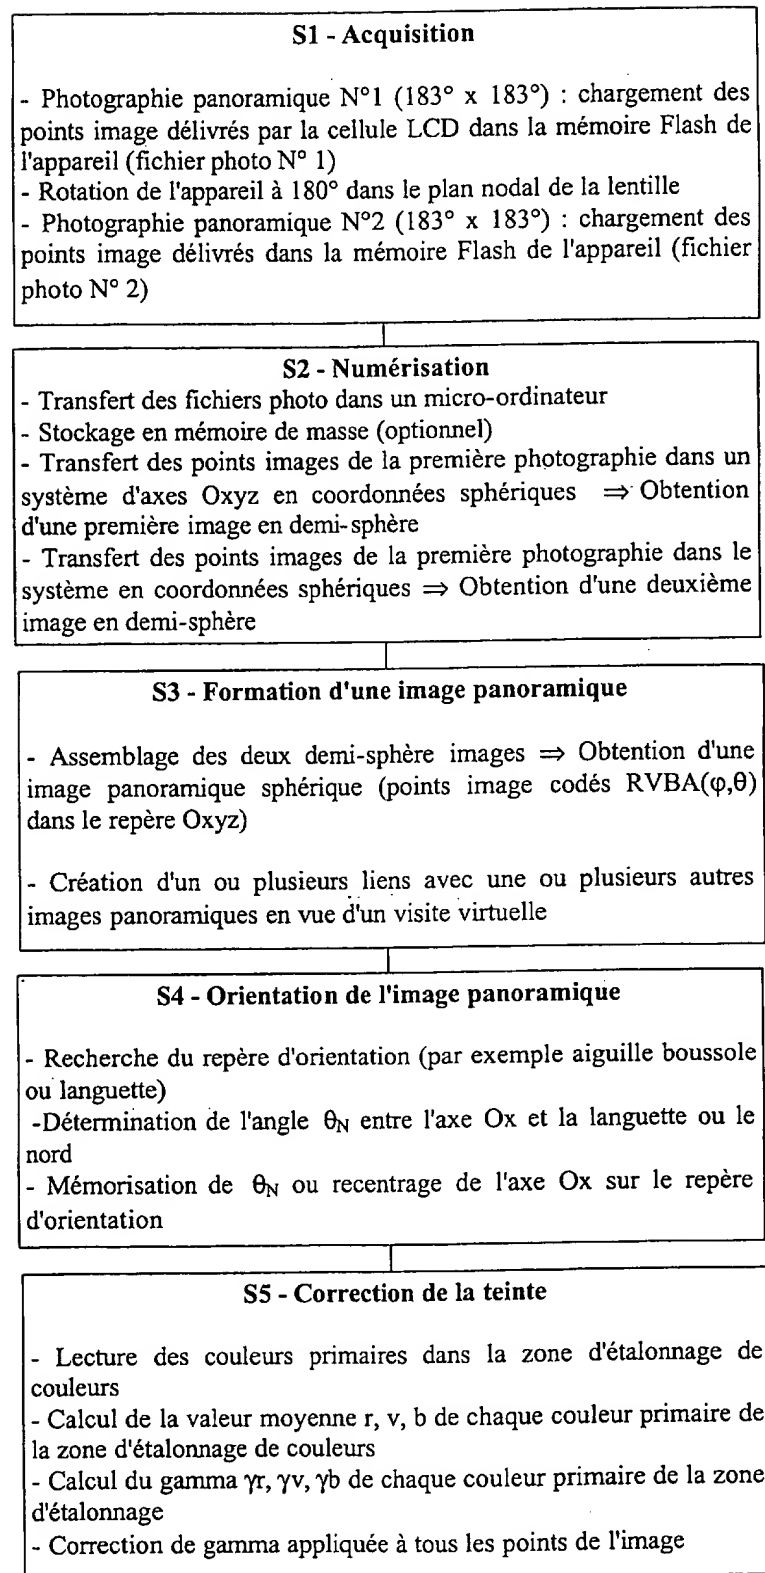 S1 - Acquisition
- Photographie panoramique N°1 (183° x 183°) : chargement des
points image délivrés par la cellule LCD dans la mémoire Flash de
l'appareil (fichier photo N° 1)
- Rotation de l'appareil à 180° dans le plan nodal de la lentille
- Photographie panoramique N°2 (183° x 183°) : chargement des
points image délivrés dans la mémoire Flash de l'appareil (fichier
photo N° 2)
S2 - Numérisation
- Transfert des fichiers photo dans un micro-ordinateur
- Stockage en mémoire de masse (optionnel)
- Transfert des points images de la première photographie dans un
système d'axes Oxyz en coordonnées sphériques ⇒ Obtention
d'une première image en demi-sphère
- Transfert des points images de la première photographie dans le
système en coordonnées sphériques ⇒ Obtention d'une deuxième
image en demi-sphère
S3 - Formation d'une image panoramique
- Assemblage des deux demi-sphère images ⇒ Obtention d'une
image panoramique sphérique (points image codés RVBA(φ,θ)
dans le repère Oxyz)
- Création d'un ou plusieurs liens avec une ou plusieurs autres
images panoramiques en vue d'un visite virtuelle
S4 - Orientation de l'image panoramique
- Recherche du repère d'orientation (par exemple aiguille boussole
ou languette)
-Détermination de l'angle θN entre l'axe Ox et la languette ou le
nord
- Mémorisation de θN ou recentrage de l'axe Ox sur le repère
d'orientation
S5 - Correction de la teinte
- Lecture des couleurs primaires dans la zone d'étalonnage de
couleurs
- Calcul de la valeur moyenne r, v, b de chaque couleur primaire de
la zone d'étalonnage de couleurs
- Calcul du gamma γr, γv, γb de chaque couleur primaire de la zone
d'étalonnage
- Correction de gamma appliquée à tous les points de l'image